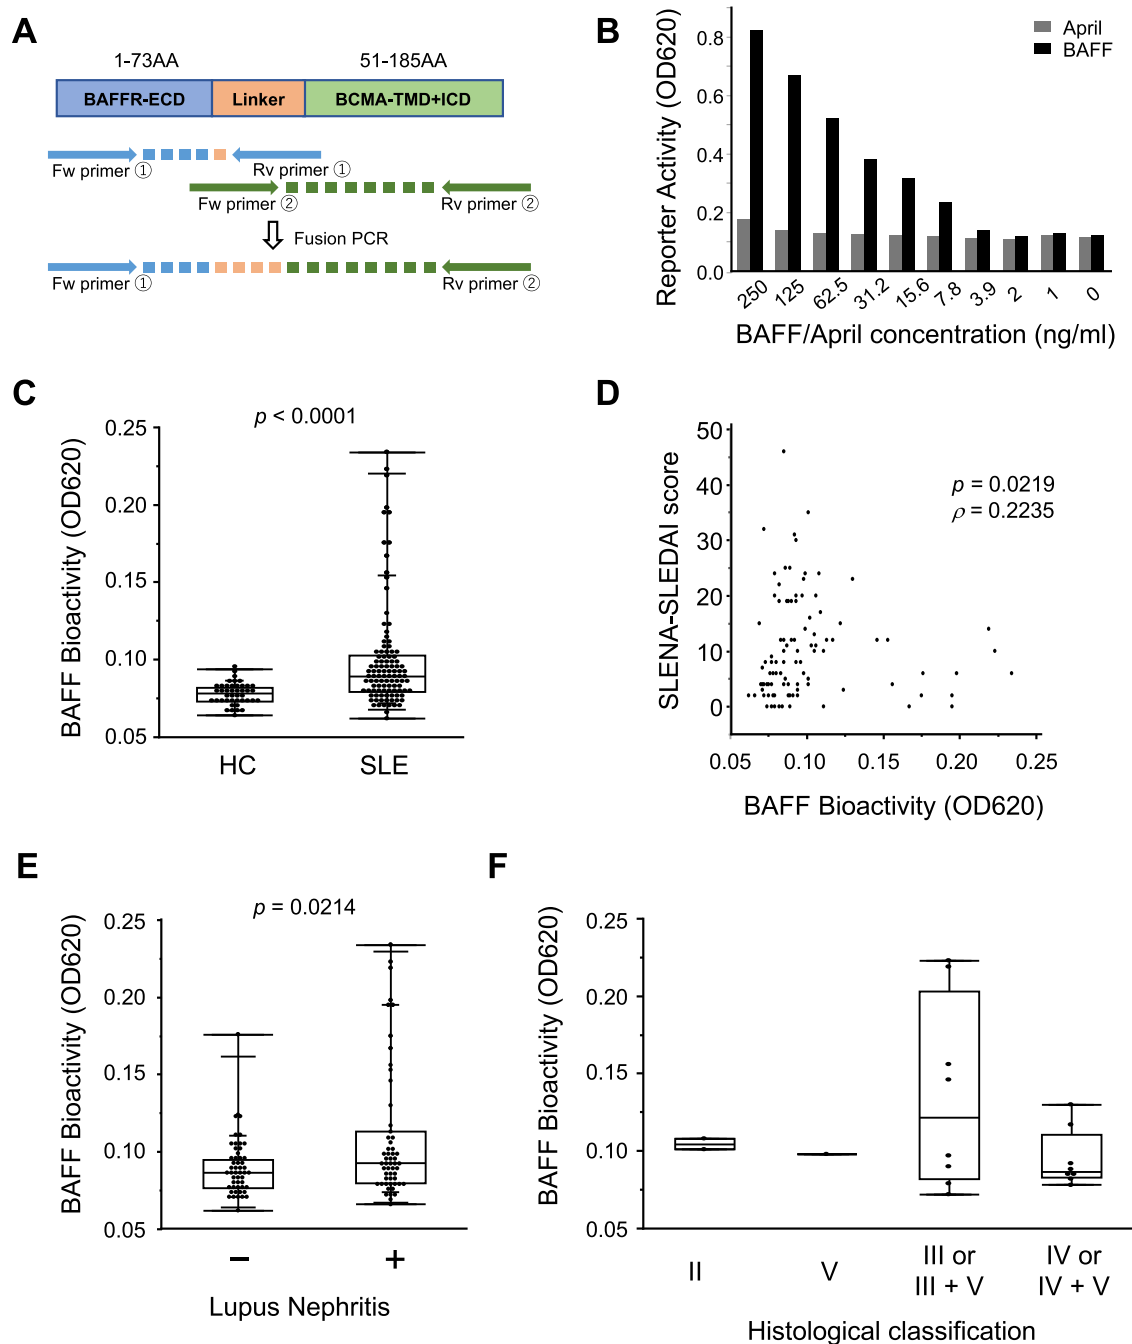 A
1-73AA 51-185AA
BAFFR-ECD Linker BCMA-TMD+ICD
Fw primer ① Rv primer ①
Fw primer ② Rv primer ②
Fusion PCR
Fw primer ① Rv primer ②
B
April
BAFF
Reporter Activity (OD620)
0.8
0.6
0.4
0.2
0.0
250 125 62.5 31.2 15.6 7.8 3.9 2 1 0
BAFF/April concentration (ng/ml)
C
p < 0.0001
BAFF Bioactivity (OD620)
0.25
0.20
0.15
0.10
0.05
HC SLE
D
p = 0.0219
ρ = 0.2235
SLENA-SLEDAI score
50
40
30
20
10
0
0.05 0.10 0.15 0.20 0.25
BAFF Bioactivity (OD620)
E
p = 0.0214
BAFF Bioactivity (OD620)
0.25
0.20
0.15
0.10
0.05
− +
Lupus Nephritis
F
BAFF Bioactivity (OD620)
0.25
0.20
0.15
0.10
0.05
II V III or IV or
III + V IV + V
Histological classification